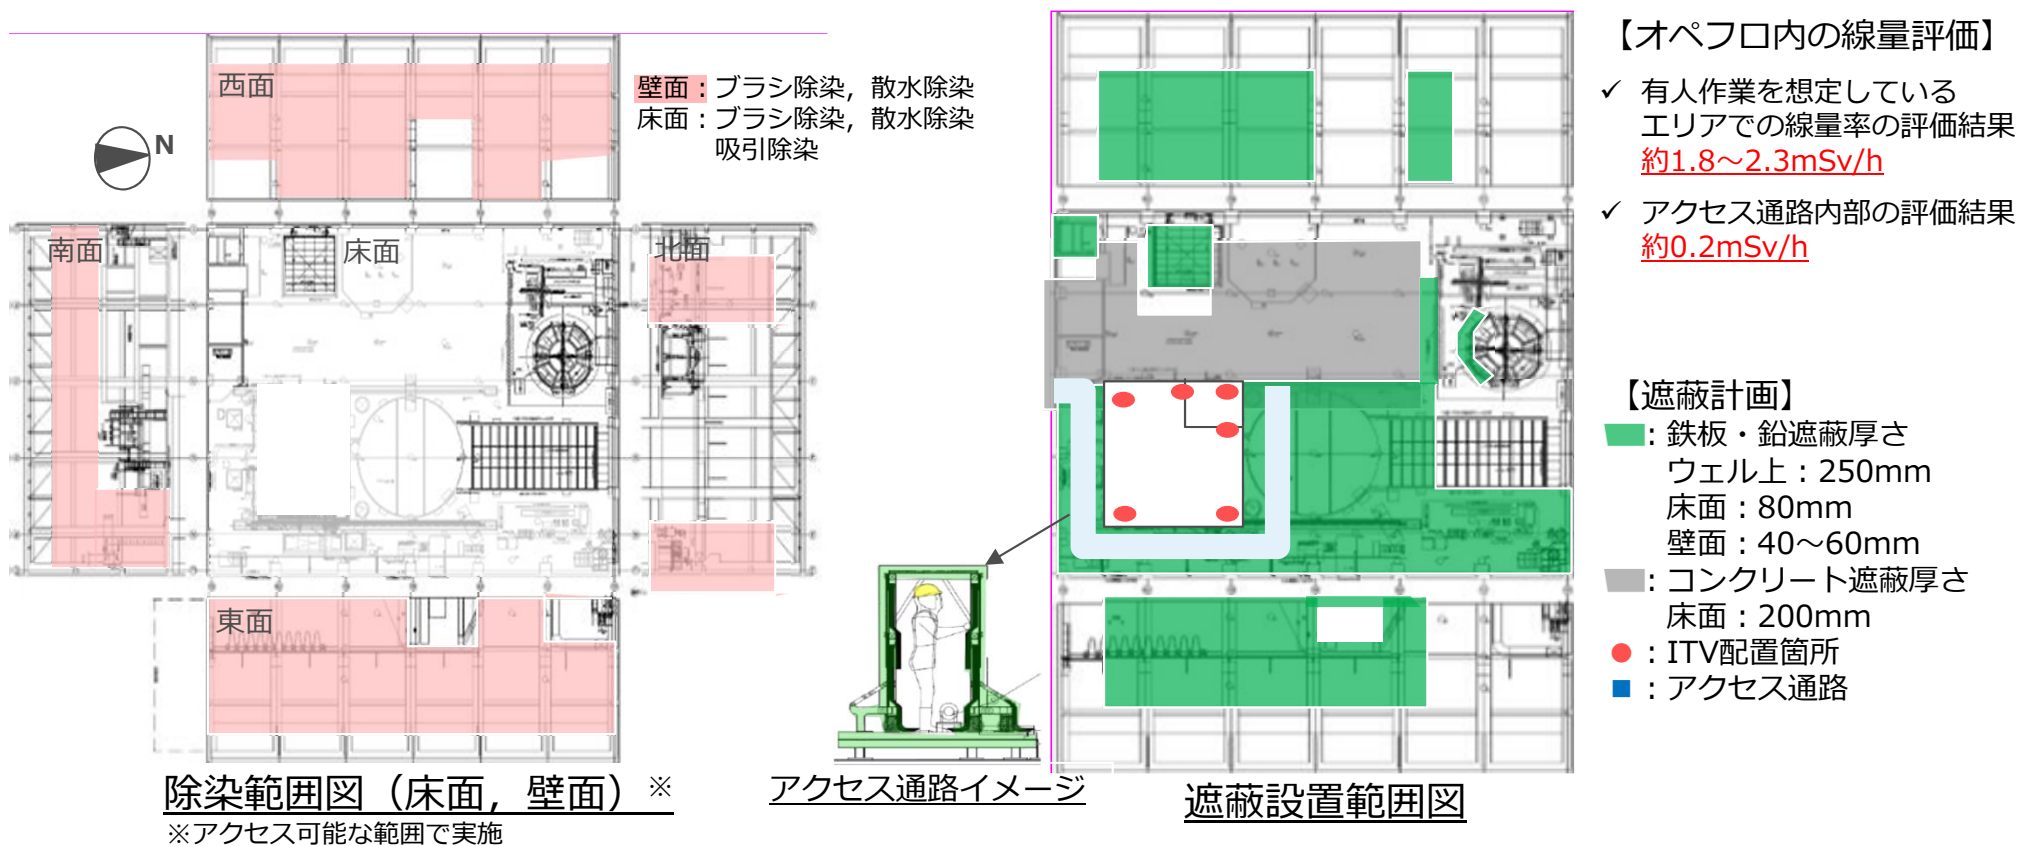 西面
N
壁面：ブラシ除染，散水除染
床面：ブラシ除染，散水除染
吸引除染
南面
床面
北面
東面
除染範囲図（床面，壁面）※
※アクセス可能な範囲で実施
アクセス通路イメージ
遮蔽設置範囲図
【オペフロ内の線量評価】
✓ 有人作業を想定している
エリアでの線量率の評価結果
約1.8～2.3mSv/h
✓ アクセス通路内部の評価結果
約0.2mSv/h
【遮蔽計画】
：鉄板・鉛遮蔽厚さ
ウェル上：250mm
床面：80mm
壁面：40～60mm
：コンクリート遮蔽厚さ
床面：200mm
：ITV配置箇所
：アクセス通路